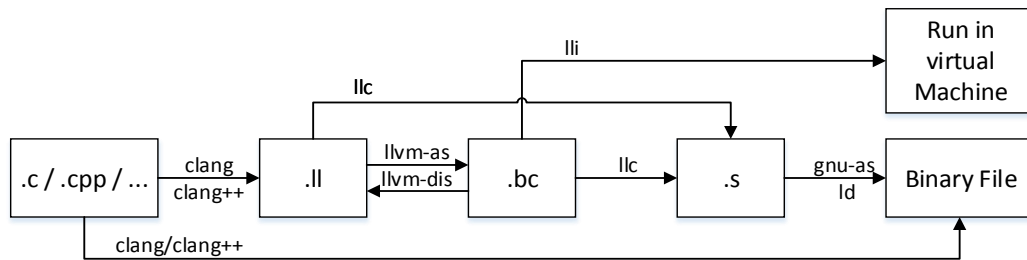 Run in
virtual
Machine
lli
llc
.c / .cpp / ...
clang
clang++
.ll
llvm-as
llvm-dis
.bc
llc
.s
gnu-as
ld
Binary File
clang/clang++